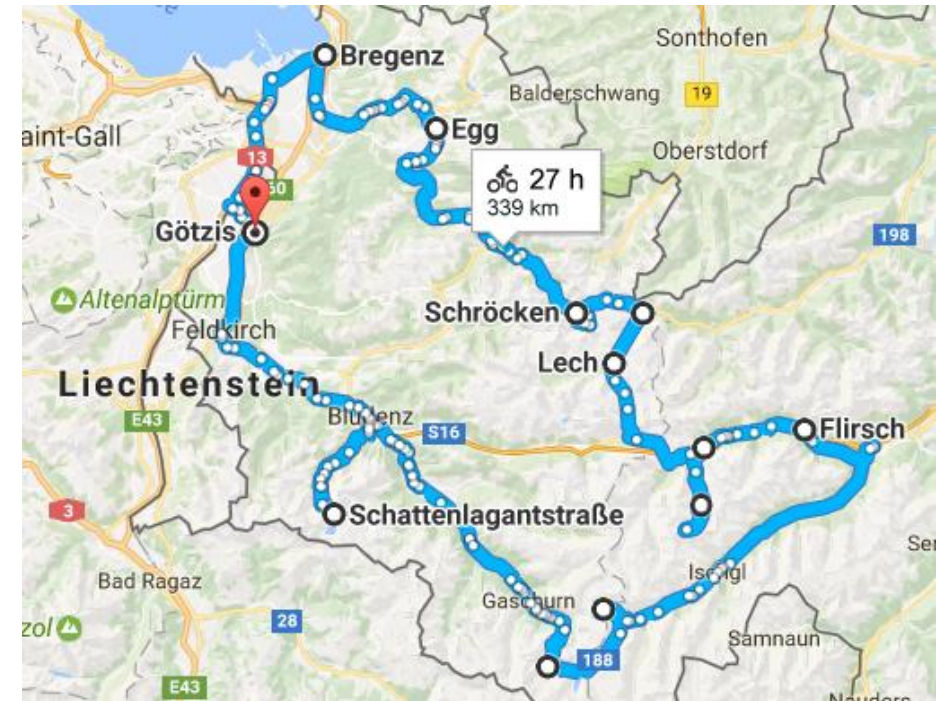 Sonthofen
Bregenz
Balderschwang
19
aint-Gall
Egg
Oberstdorf
13
27 h
60
339 km
Götzis
198
Altenalptürm
Schröcken
Feldkirch
Lech
Liechtenstein
E43
Bludenz
S16
Flirsch
3
Schattenlagantstraße
Ischgl
Bad Ragaz
Gaschurn
28
zol
Samnaun
188
E43
Nauders